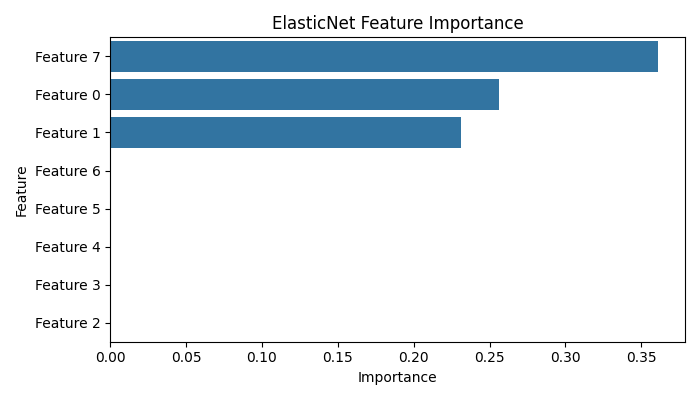 ElasticNet Feature Importance
Feature 7
Feature 0
Feature 1
Feature 6
Feature 5
Feature 4
Feature 3
Feature 2
Feature
0.00 0.05 0.10 0.15 0.20 0.25 0.30 0.35
Importance